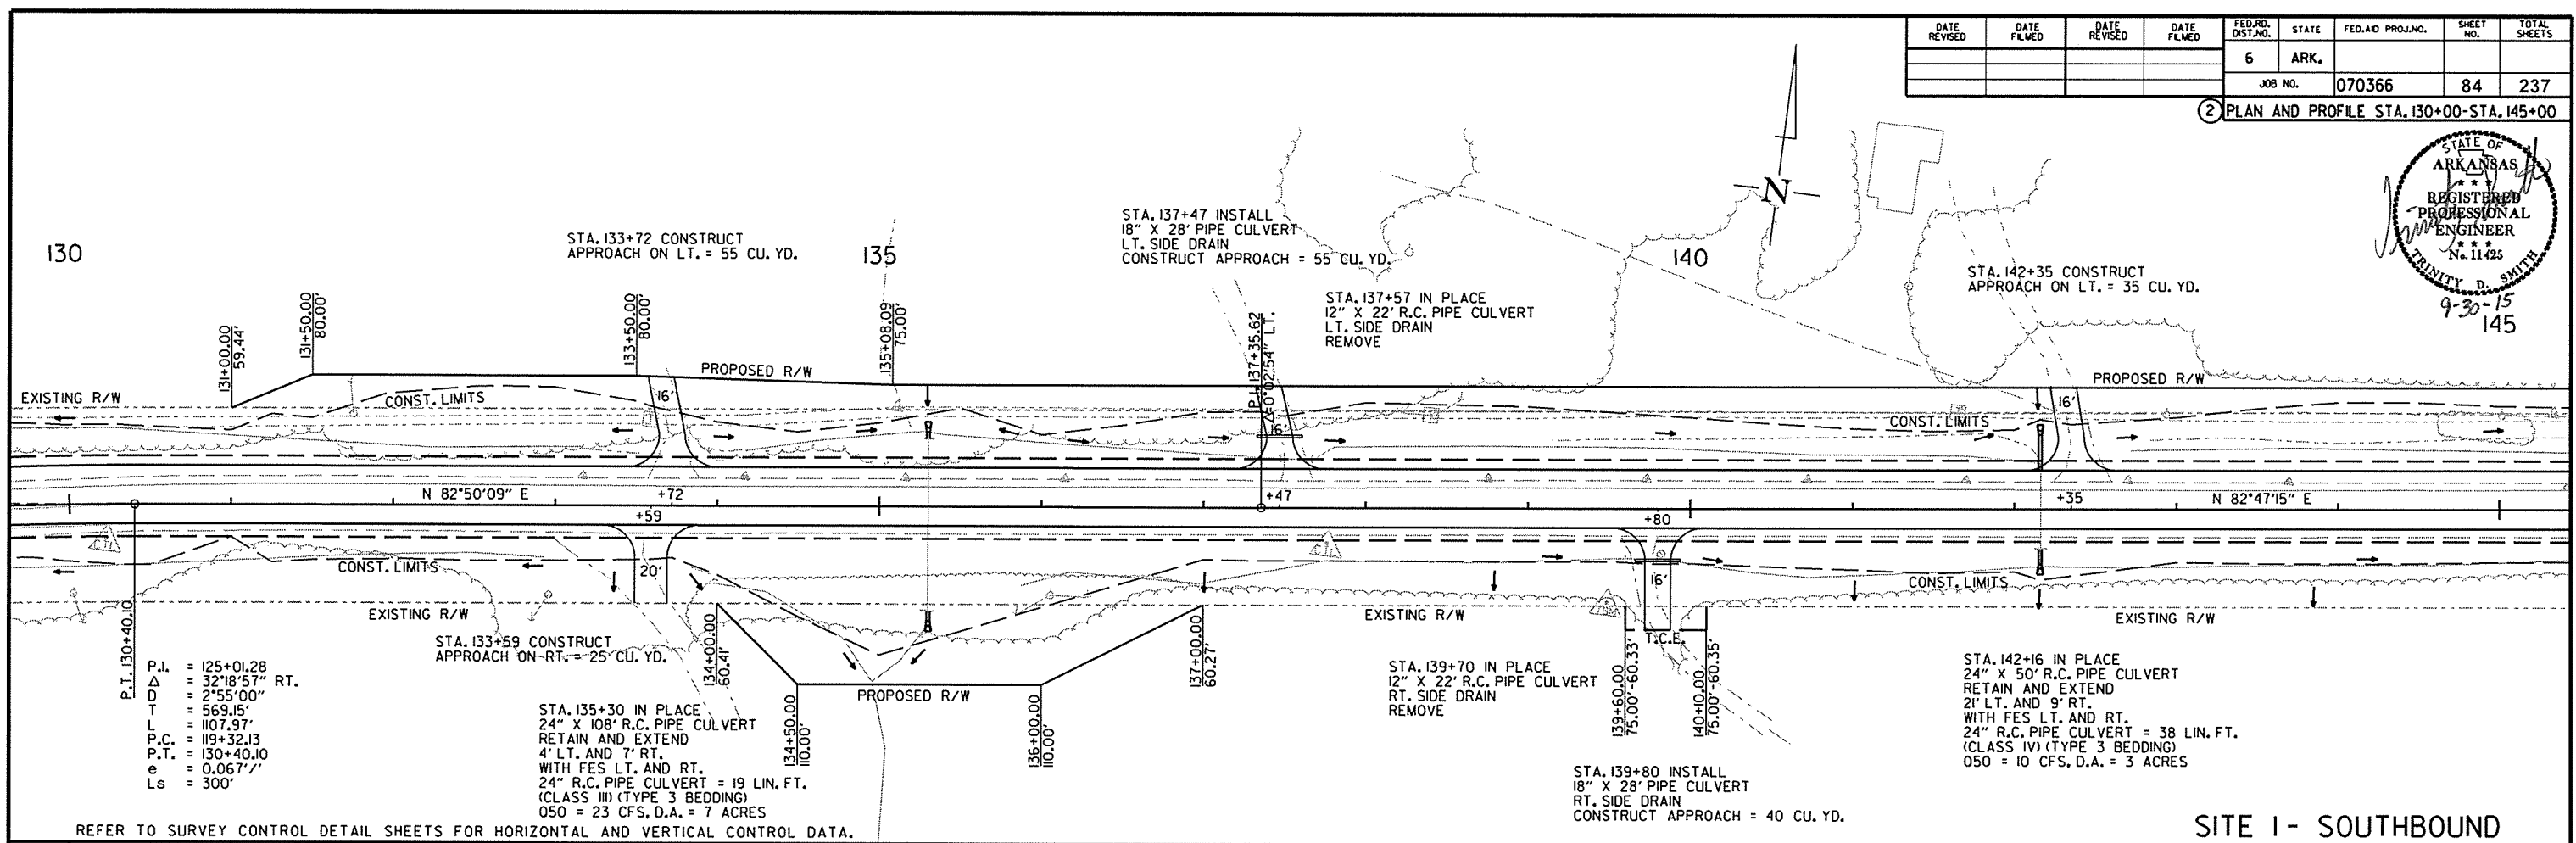 DATE REVISED
DATE FILMED
DATE REVISED
DATE FILMED
FED.RD. DIST.NO.
STATE
FED.AID PROJ.NO.
SHEET NO.
TOTAL SHEETS
6
ARK.
JOB NO.
070366
84
237
2 PLAN AND PROFILE STA. 130+00-STA. 145+00
STATE OF
ARKANSAS
REGISTERED
PROFESSIONAL
ENGINEER
No. 11425
TRINITY D. SMITH
9-30-15
130
135
140
145
N
STA. 133+72 CONSTRUCT
APPROACH ON LT. = 55 CU. YD.
STA. 137+47 INSTALL
18" X 28' PIPE CULVERT
LT. SIDE DRAIN
CONSTRUCT APPROACH = 55 CU. YD.
STA. 137+57 IN PLACE
12" X 22' R.C. PIPE CULVERT
LT. SIDE DRAIN
REMOVE
STA. 142+35 CONSTRUCT
APPROACH ON LT. = 35 CU. YD.
131+00.00
59.44'
131+50.00
80.00'
133+50.00
80.00'
135+08.09
75.00'
P.I. 137+35.62
Δ=0°02'54" LT.
EXISTING R/W
CONST. LIMITS
16'
PROPOSED R/W
16'
CONST. LIMITS
PROPOSED R/W
16'
N 82°50'09" E
+72
+47
+35
N 82°47'15" E
+59
+80
CONST. LIMITS
20'
EXISTING R/W
EXISTING R/W
16'
T.C.E.
CONST. LIMITS
EXISTING R/W
P.T. 130+40.10
STA. 133+59 CONSTRUCT
APPROACH ON RT. = 25 CU. YD.
134+00.00
60.41'
134+50.00
110.00'
PROPOSED R/W
136+00.00
110.00'
137+00.00
60.27'
139+60.00
75.00'-60.33'
140+10.00
75.00'-60.35'
P.I. = 125+01.28
Δ = 32°18'57" RT.
D = 2°55'00"
T = 569.15'
L = 1107.97'
P.C. = 119+32.13
P.T. = 130+40.10
e = 0.067'/'
Ls = 300'
STA. 135+30 IN PLACE
24" X 108' R.C. PIPE CULVERT
RETAIN AND EXTEND
4' LT. AND 7' RT.
WITH FES LT. AND RT.
24" R.C. PIPE CULVERT = 19 LIN. FT.
(CLASS III) (TYPE 3 BEDDING)
Q50 = 23 CFS, D.A. = 7 ACRES
STA. 139+70 IN PLACE
12" X 22' R.C. PIPE CULVERT
RT. SIDE DRAIN
REMOVE
STA. 139+80 INSTALL
18" X 28' PIPE CULVERT
RT. SIDE DRAIN
CONSTRUCT APPROACH = 40 CU. YD.
STA. 142+16 IN PLACE
24" X 50' R.C. PIPE CULVERT
RETAIN AND EXTEND
21' LT. AND 9' RT.
WITH FES LT. AND RT.
24" R.C. PIPE CULVERT = 38 LIN. FT.
(CLASS IV) (TYPE 3 BEDDING)
Q50 = 10 CFS, D.A. = 3 ACRES
REFER TO SURVEY CONTROL DETAIL SHEETS FOR HORIZONTAL AND VERTICAL CONTROL DATA.
SITE 1 - SOUTHBOUND